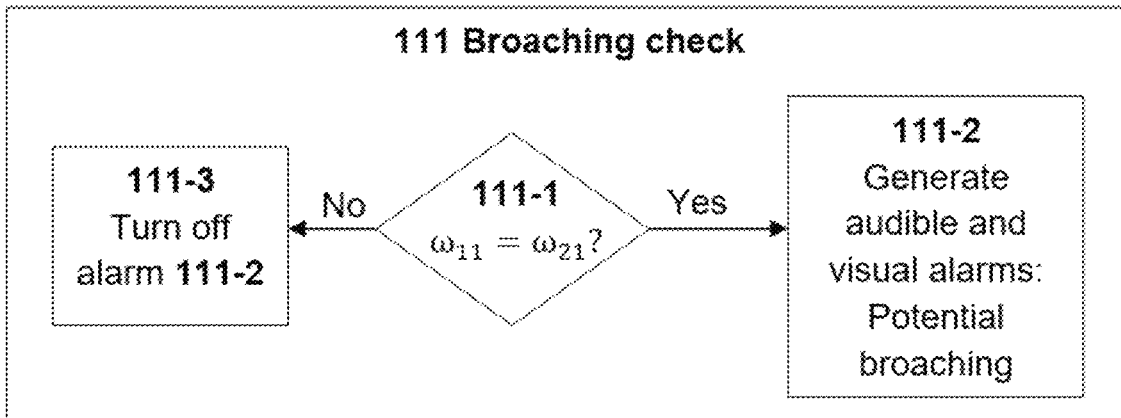 111 Broaching check
111-3
Turn off
alarm 111-2
No
111-1
ω₁₁ = ω₂₁?
Yes
111-2
Generate
audible and
visual alarms:
Potential
broaching